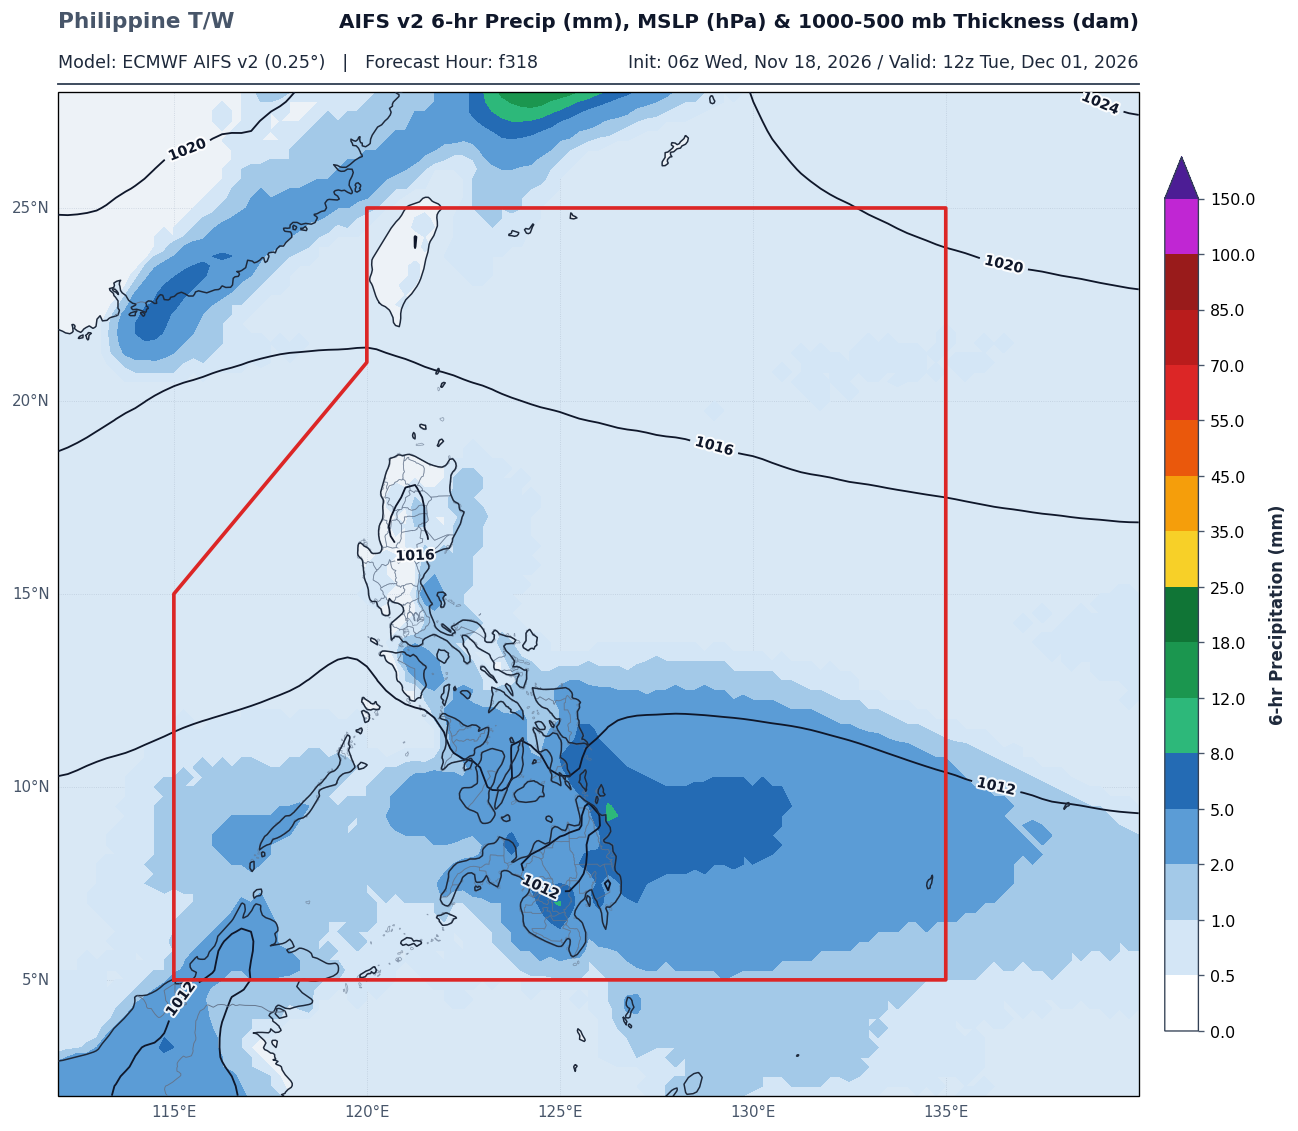 Philippine T/W
AIFS v2 6-hr Precip (mm), MSLP (hPa) & 1000-500 mb Thickness (dam)
Model: ECMWF AIFS v2 (0.25°) | Forecast Hour: f318
Init: 06z Wed, Nov 18, 2026 / Valid: 12z Tue, Dec 01, 2026
1024
1020
1020
1016
1016
1012
1012
1012
25°N
20°N
15°N
10°N
5°N
115°E
120°E
125°E
130°E
135°E
150.0
100.0
85.0
70.0
55.0
45.0
35.0
25.0
18.0
12.0
8.0
5.0
2.0
1.0
0.5
0.0
6-hr Precipitation (mm)